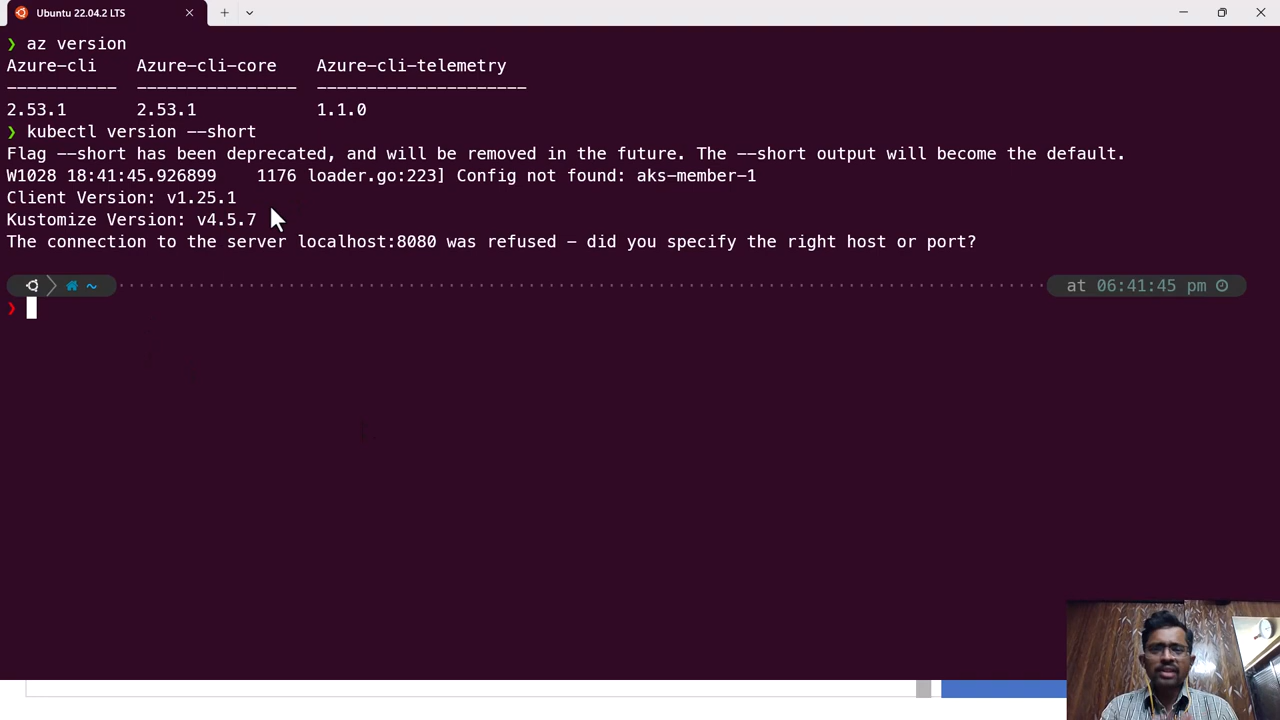 Ubuntu 22.04.2 LTS
❯ az version
Azure-cli    Azure-cli-core    Azure-cli-telemetry
-----------  ----------------  ---------------------
2.53.1       2.53.1            1.1.0
❯ kubectl version --short
Flag --short has been deprecated, and will be removed in the future. The --short output will become the default.
W1028 18:41:45.926899    1176 loader.go:223] Config not found: aks-member-1
Client Version: v1.25.1
Kustomize Version: v4.5.7
The connection to the server localhost:8080 was refused - did you specify the right host or port?
~ at 06:41:45 pm
❯